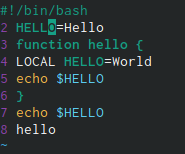 #!/bin/bash
2 HELLO=Hello
3 function hello {
4 LOCAL HELLO=World
5 echo $HELLO
6 }
7 echo $HELLO
8 hello
~